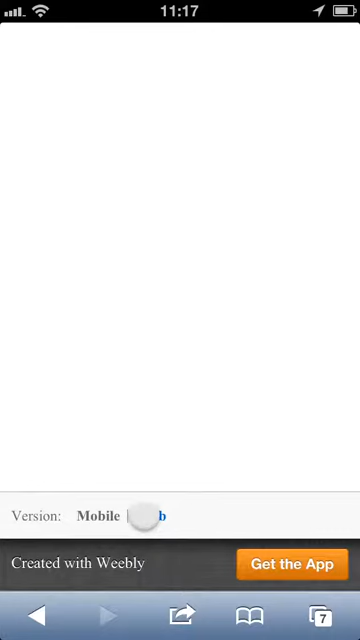 11:17
Version: Mobile |
Created with Weebly
Get the App
7